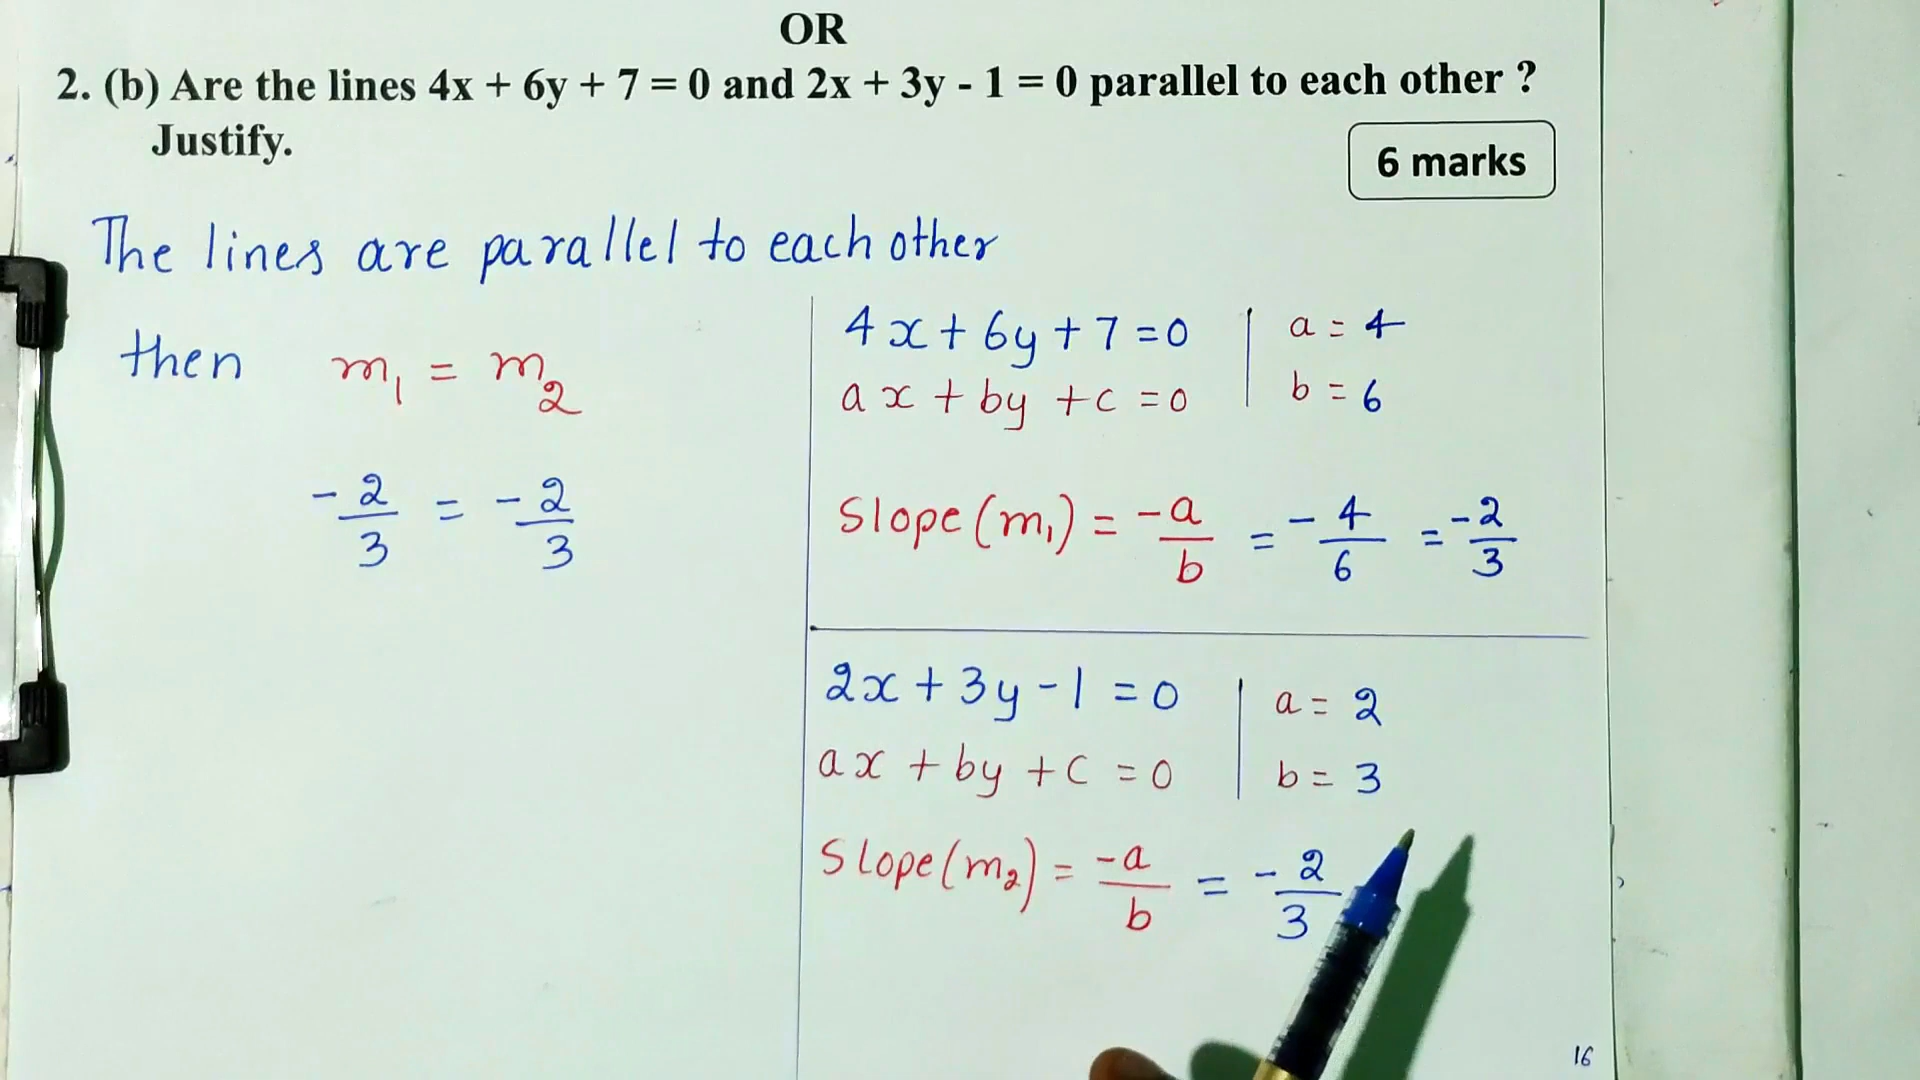 OR
2. (b) Are the lines 4x + 6y + 7 = 0 and 2x + 3y - 1 = 0 parallel to each other ?
Justify.
6 marks
The lines are parallel to each other
then m₁ = m₂
-2/3 = -2/3
4x + 6y + 7 = 0 | a = 4
ax + by + c = 0 | b = 6
Slope (m₁) = -a/b = -4/6 = -2/3
2x + 3y - 1 = 0 | a = 2
ax + by + c = 0 | b = 3
Slope (m₂) = -a/b = -2/3
16